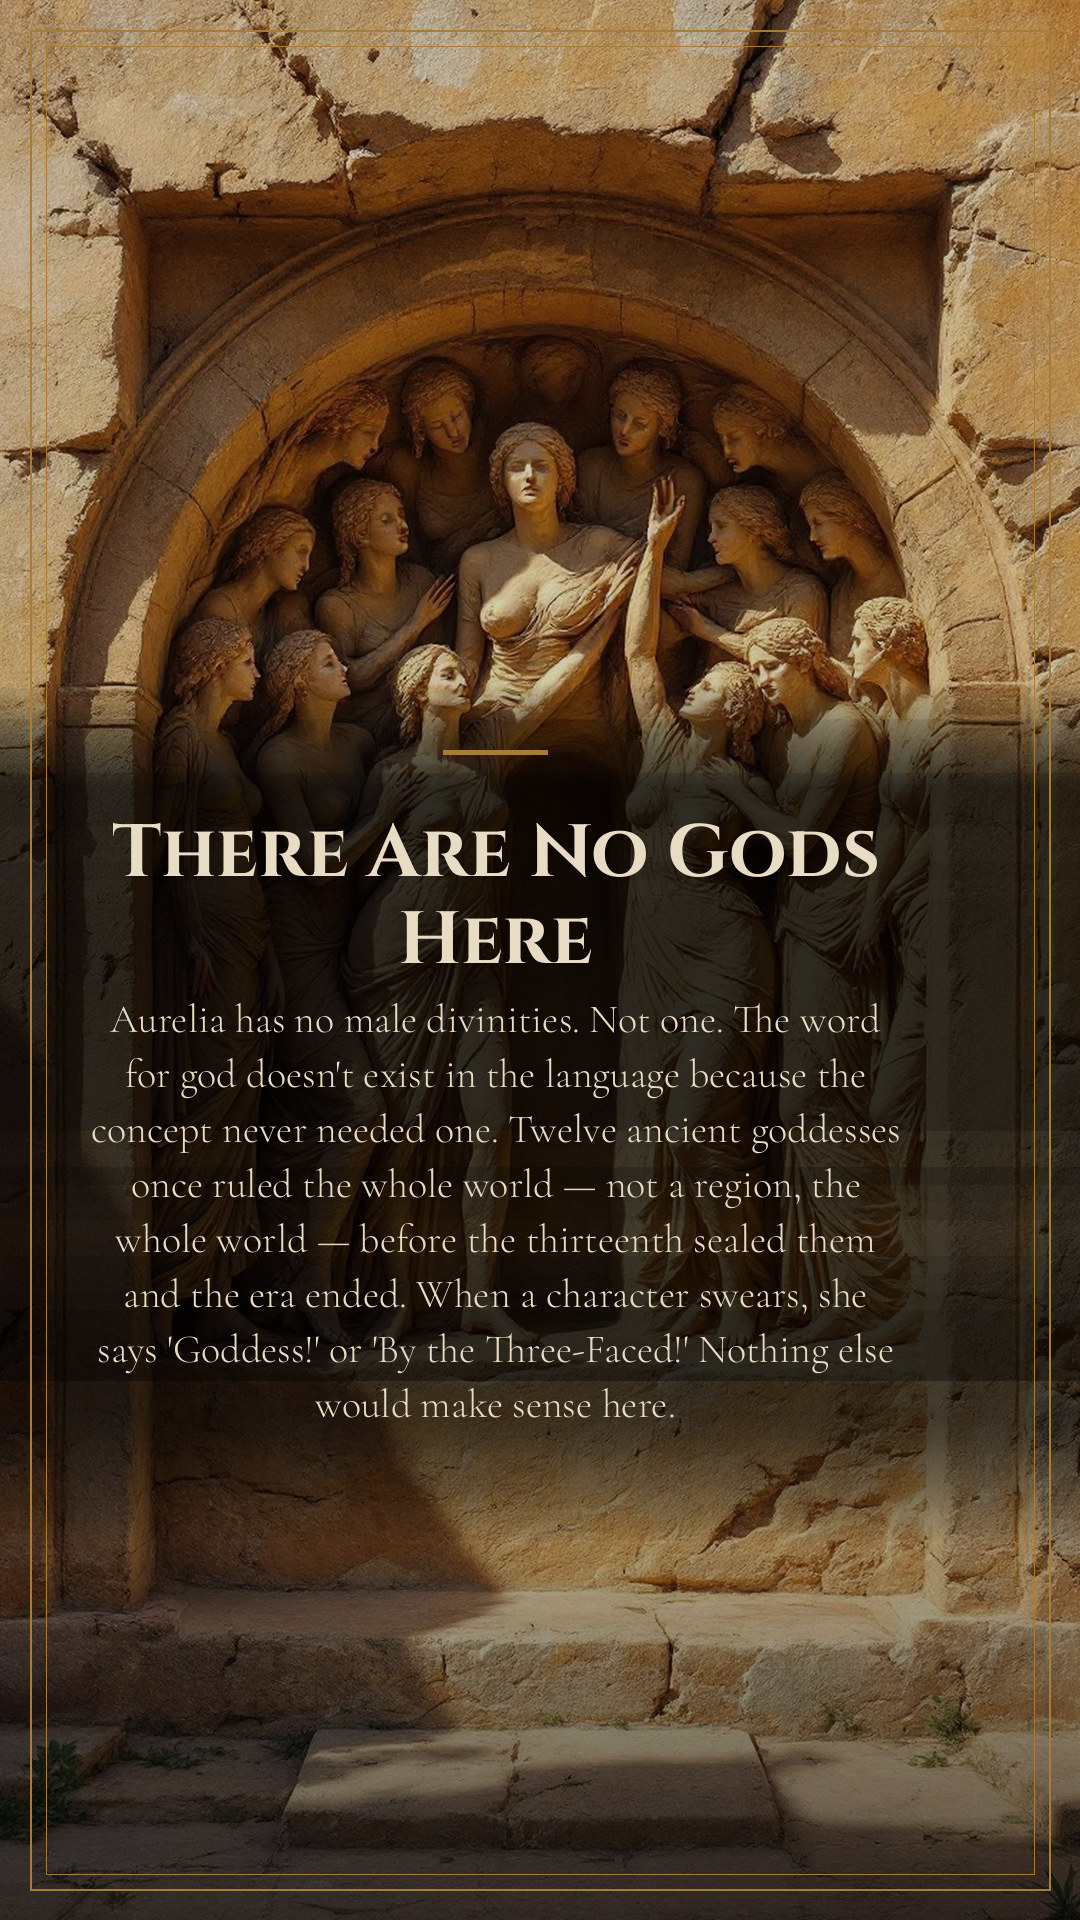 There Are No Gods
Here
Aurelia has no male divinities. Not one. The word
for god doesn't exist in the language because the
concept never needed one. Twelve ancient goddesses
once ruled the whole world — not a region, the
whole world — before the thirteenth sealed them
and the era ended. When a character swears, she
says 'Goddess!' or 'By the Three-Faced!' Nothing else
would make sense here.